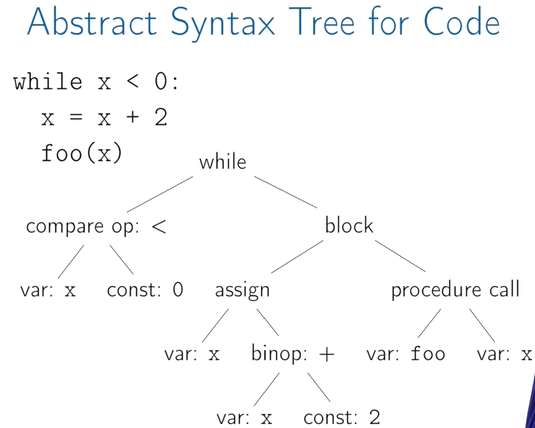 Abstract Syntax Tree for Code
while x < 0:
x = x + 2
foo(x)
while
compare op: < block
var: x const: 0 assign procedure call
var: x binop: + var: foo var: x
var: x const: 2